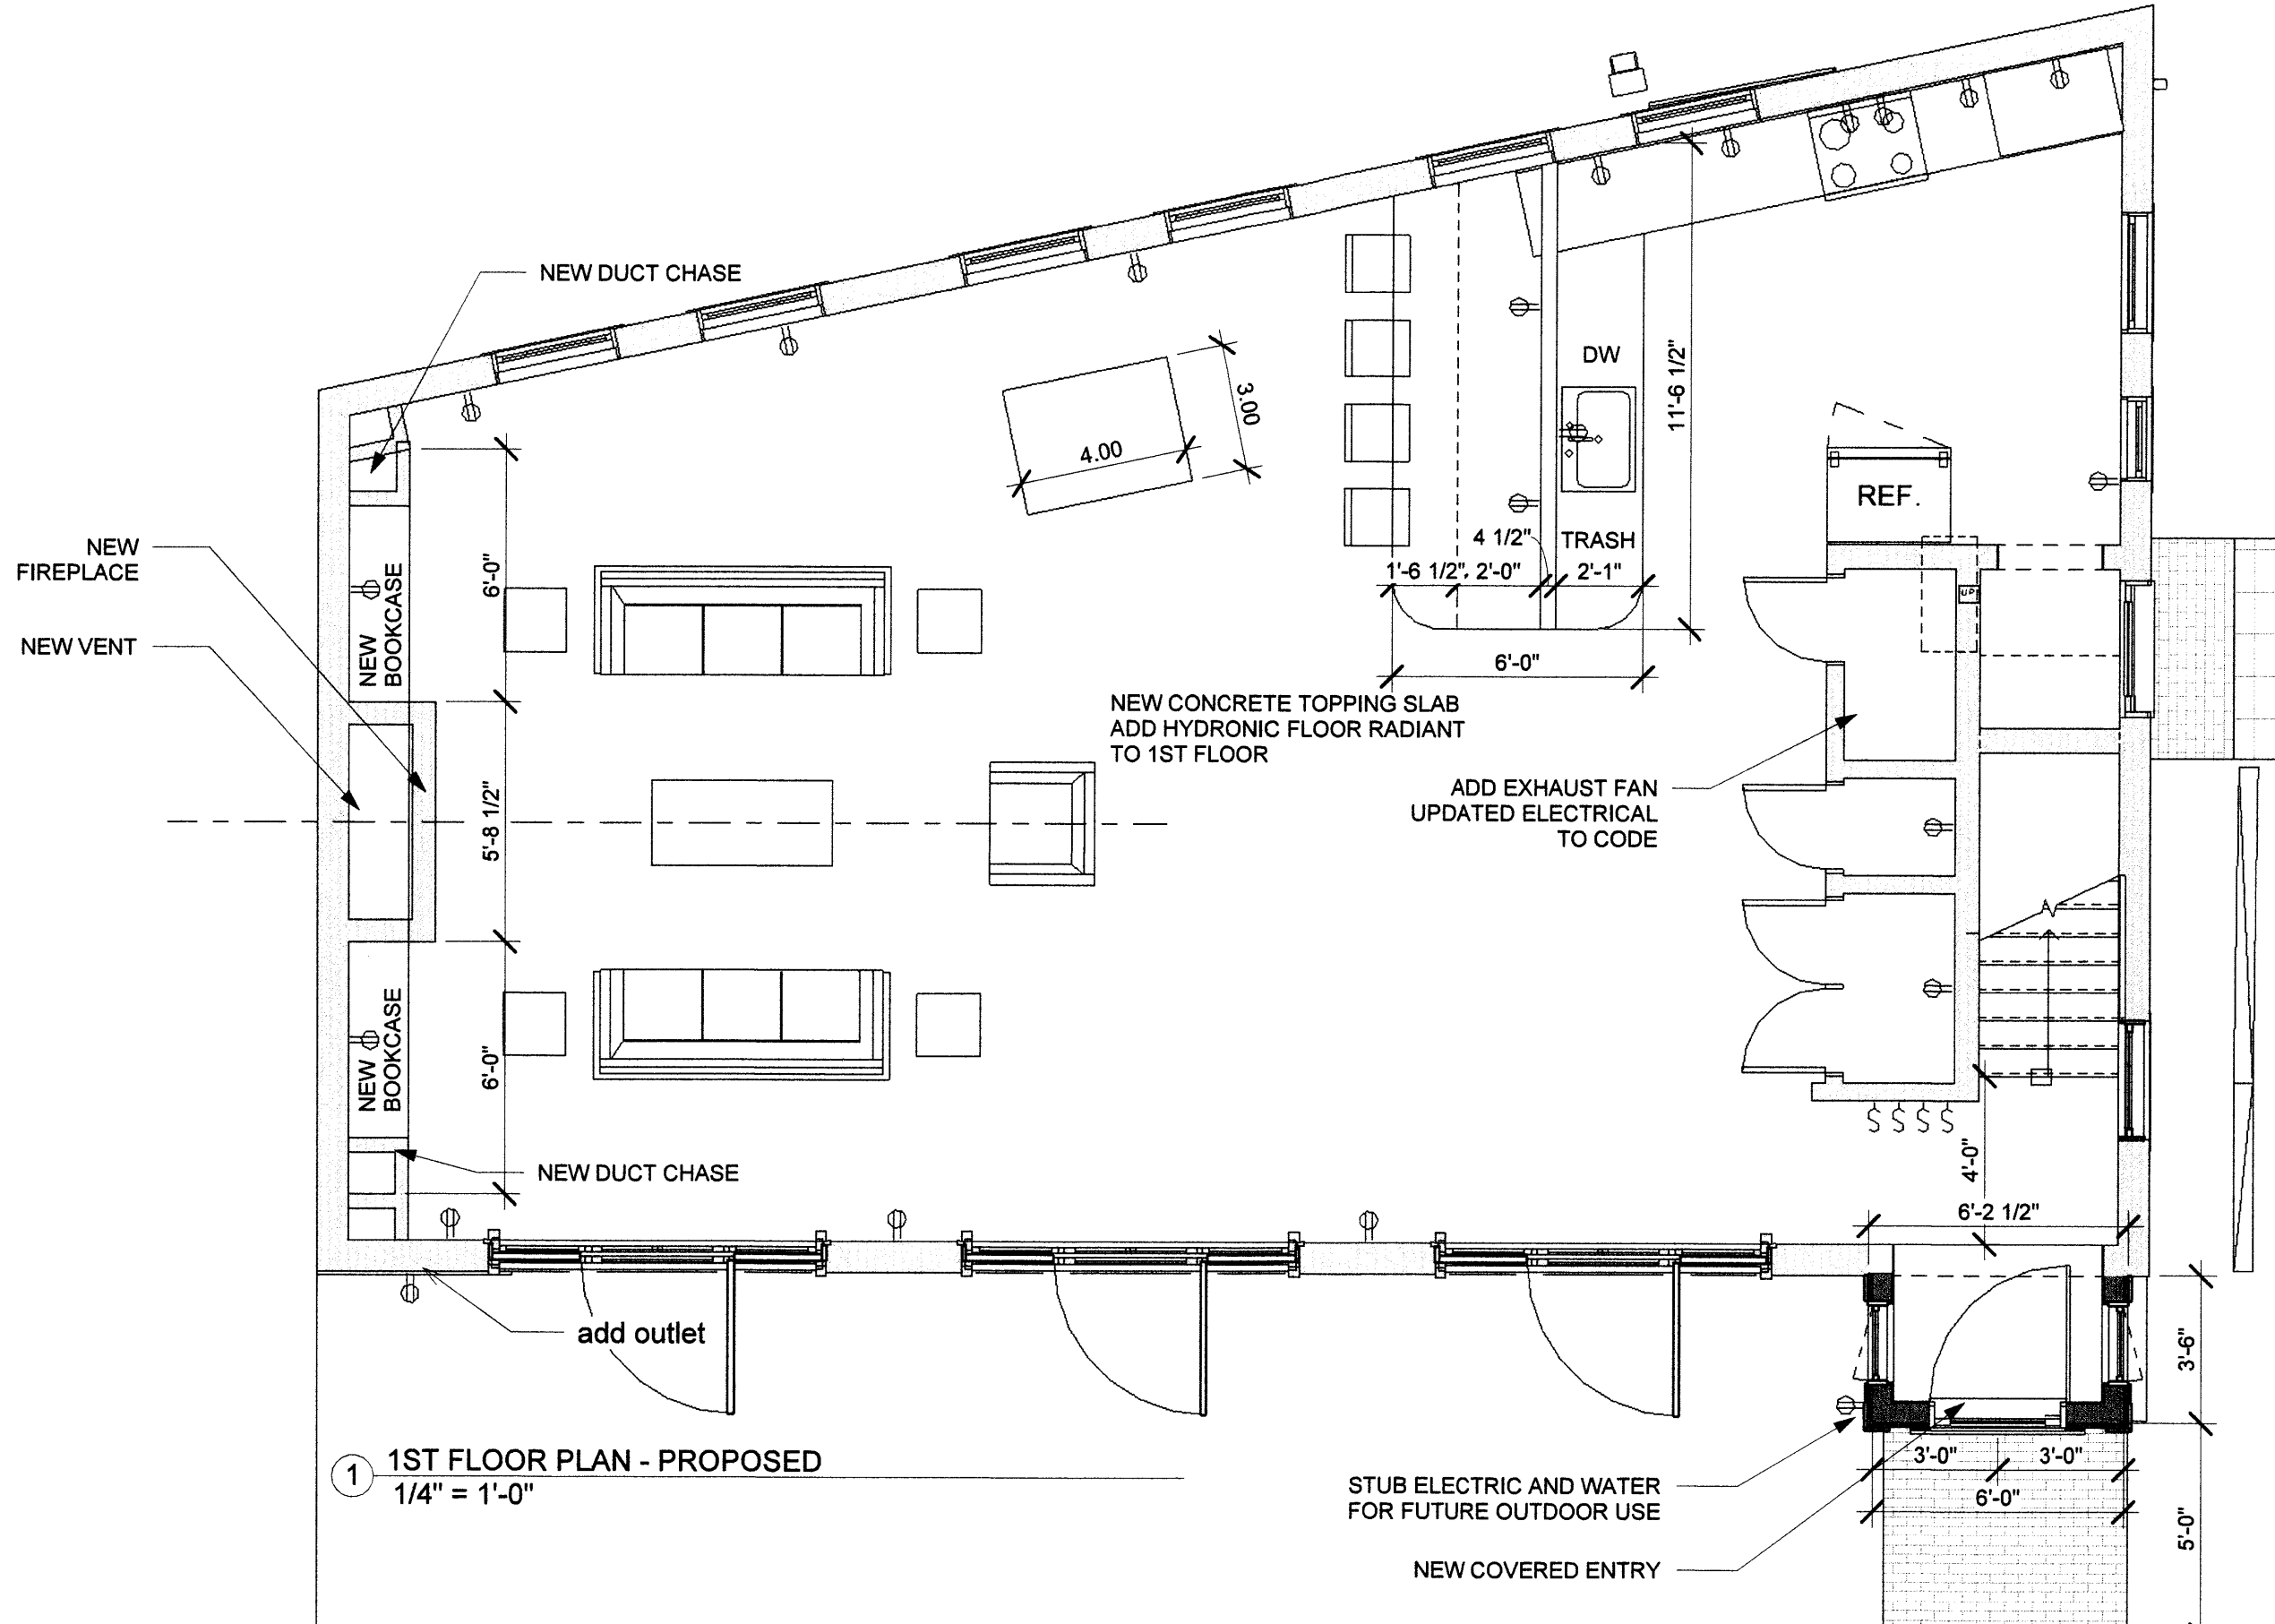 NEW DUCT CHASE
3.00
4.00
DW
11'-6 1/2"
REF.
NEW
FIREPLACE
NEW VENT
NEW
BOOKCASE
6'-0"
4 1/2"
TRASH
1'-6 1/2"
2'-0"
2'-1"
UP
6'-0"
NEW CONCRETE TOPPING SLAB
ADD HYDRONIC FLOOR RADIANT
TO 1ST FLOOR
5'-8 1/2"
ADD EXHAUST FAN
UPDATED ELECTRICAL
TO CODE
NEW
BOOKCASE
6'-0"
NEW DUCT CHASE
4'-0"
6'-2 1/2"
add outlet
3'-6"
1
1ST FLOOR PLAN - PROPOSED
1/4" = 1'-0"
3'-0"
3'-0"
6'-0"
STUB ELECTRIC AND WATER
FOR FUTURE OUTDOOR USE
5'-0"
NEW COVERED ENTRY